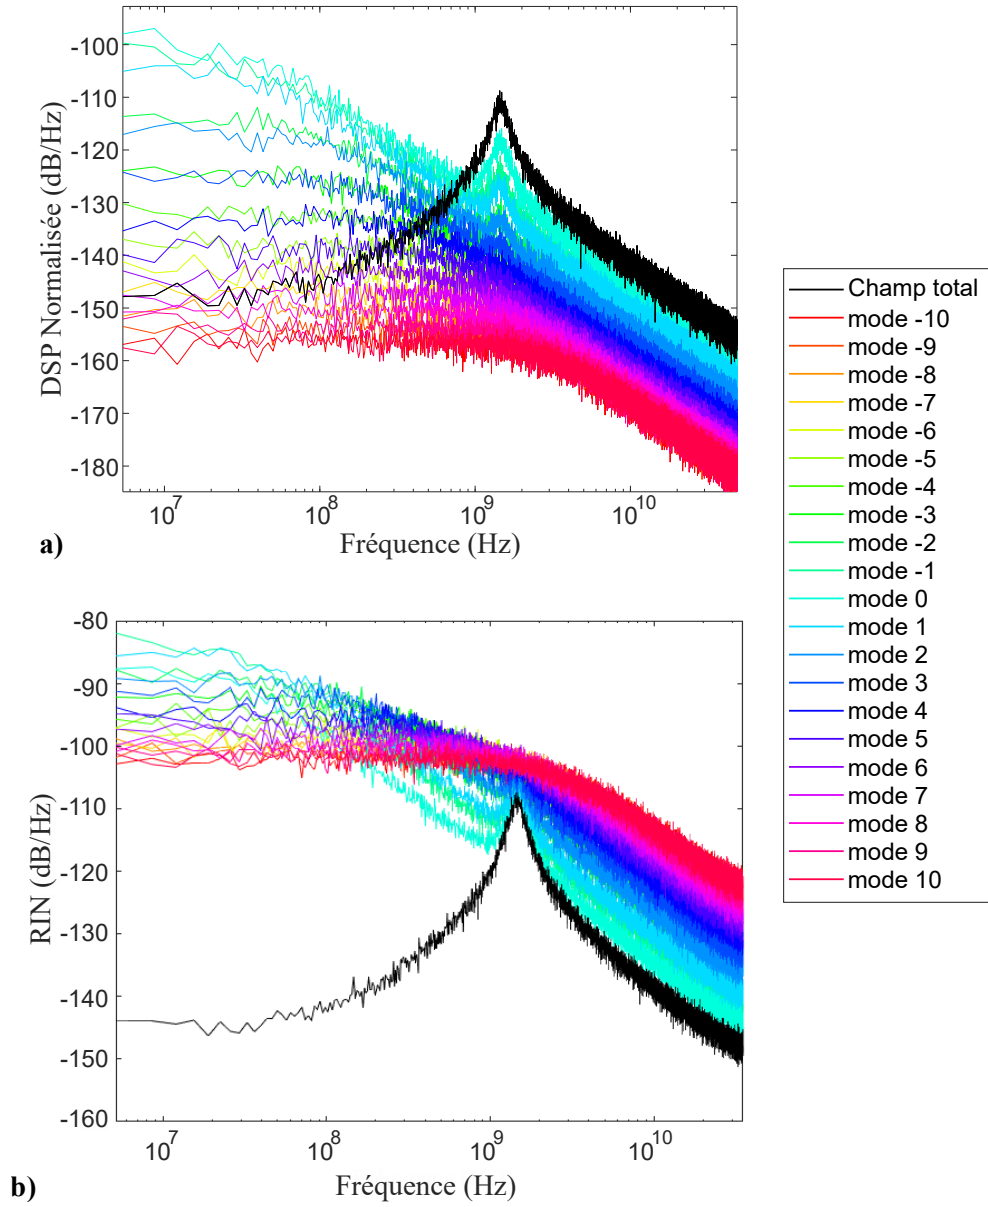 -100
-110
-120
-130
-140
-150
-160
-170
-180
DSP Normalisée (dB/Hz)
10^7
10^8
10^9
10^10
Fréquence (Hz)
a)
Champ total
mode -10
mode -9
mode -8
mode -7
mode -6
mode -5
mode -4
mode -3
mode -2
mode -1
mode 0
mode 1
mode 2
mode 3
mode 4
mode 5
mode 6
mode 7
mode 8
mode 9
mode 10
-80
-90
-100
-110
-120
-130
-140
-150
-160
RIN (dB/Hz)
10^7
10^8
10^9
10^10
Fréquence (Hz)
b)